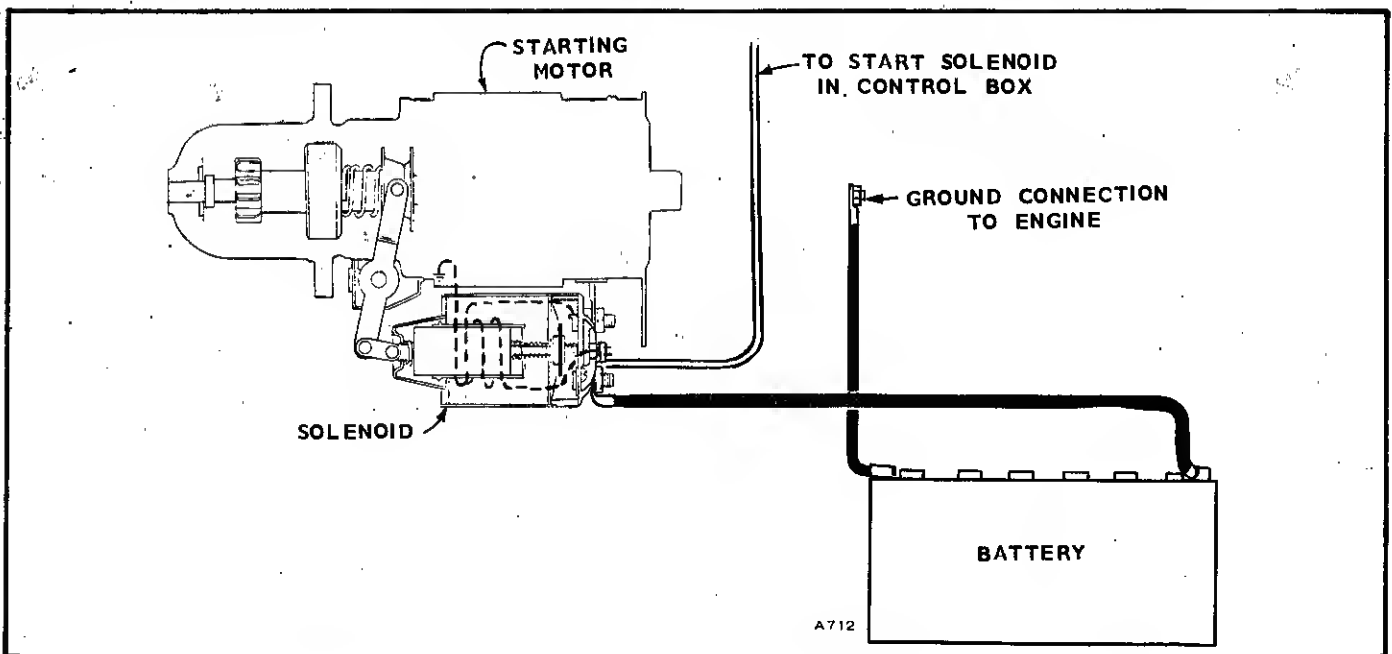 STARTING
MOTOR
TO START SOLENOID
IN. CONTROL BOX
GROUND CONNECTION
TO ENGINE
SOLENOID
BATTERY
A712